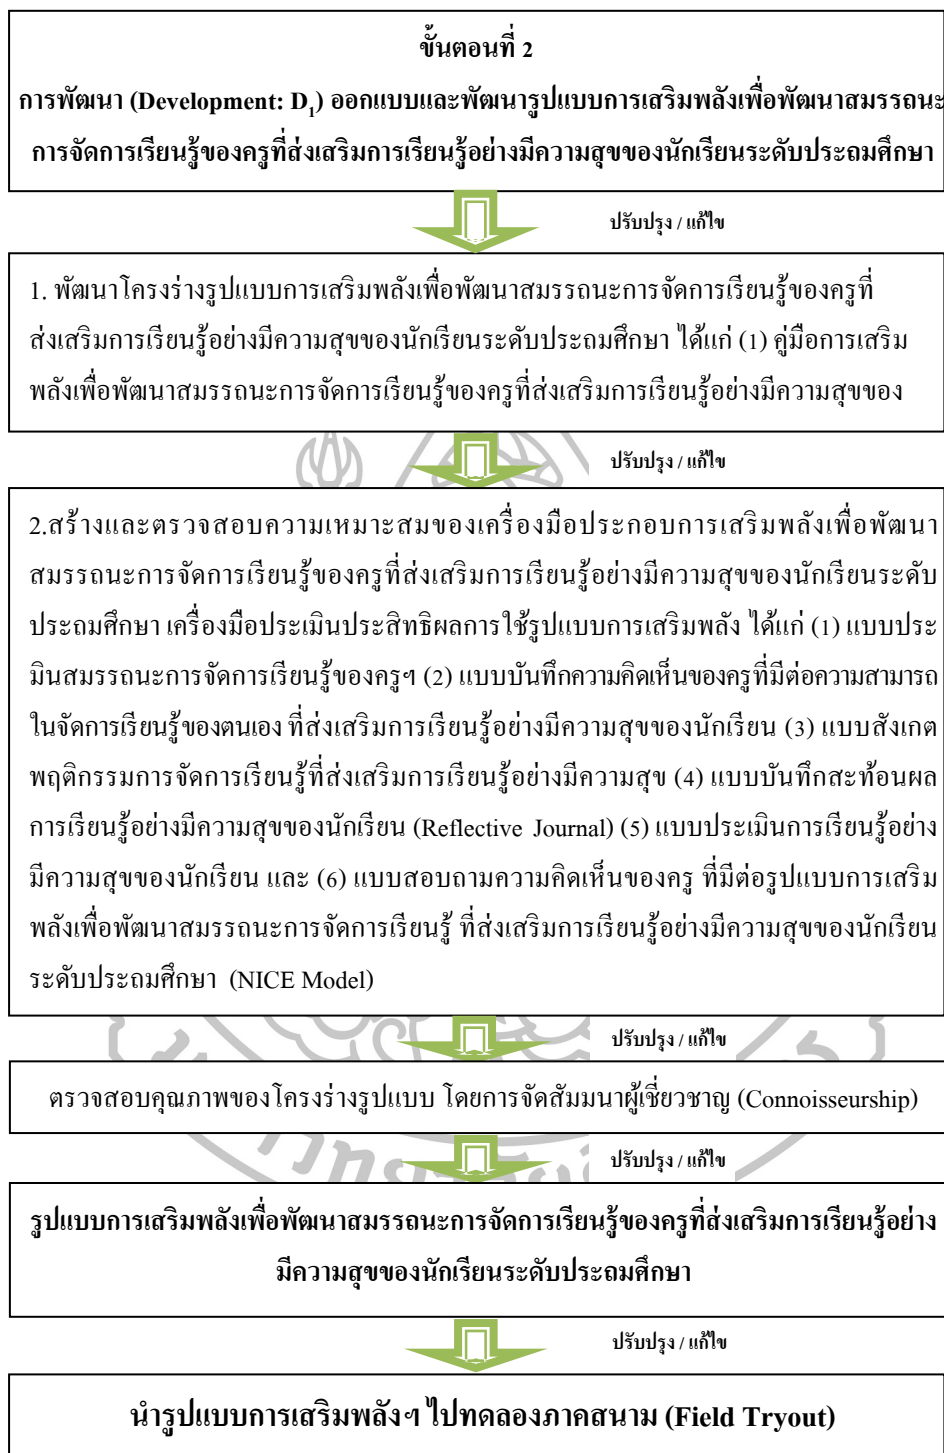 ขั้นตอนที่ 2
การพัฒนา (Development: D₁) ออกแบบและพัฒนารูปแบบการเสริมพลังเพื่อพัฒนาสมรรถนะ
การจัดการเรียนรู้ของครูที่ส่งเสริมการเรียนรู้อย่างมีความสุขของนักเรียนระดับประถมศึกษา
ปรับปรุง / แก้ไข
1. พัฒนาโครงร่างรูปแบบการเสริมพลังเพื่อพัฒนาสมรรถนะการจัดการเรียนรู้ของครูที่
ส่งเสริมการเรียนรู้อย่างมีความสุขของนักเรียนระดับประถมศึกษา ได้แก่ (1) คู่มือการเสริม
พลังเพื่อพัฒนาสมรรถนะการจัดการเรียนรู้ของครูที่ส่งเสริมการเรียนรู้อย่างมีความสุขของ
ปรับปรุง / แก้ไข
2.สร้างและตรวจสอบความเหมาะสมของเครื่องมือประกอบการเสริมพลังเพื่อพัฒนา
สมรรถนะการจัดการเรียนรู้ของครูที่ส่งเสริมการเรียนรู้อย่างมีความสุขของนักเรียนระดับ
ประถมศึกษา เครื่องมือประเมินประสิทธิผลการใช้รูปแบบการเสริมพลัง ได้แก่ (1) แบบประ
มินสมรรถนะการจัดการเรียนรู้ของครูฯ (2) แบบบันทึกความคิดเห็นของครูที่มีต่อความสามารถ
ในจัดการเรียนรู้ของตนเอง ที่ส่งเสริมการเรียนรู้อย่างมีความสุขของนักเรียน (3) แบบสังเกต
พฤติกรรมการจัดการเรียนรู้ที่ส่งเสริมการเรียนรู้อย่างมีความสุข (4) แบบบันทึกสะท้อนผล
การเรียนรู้อย่างมีความสุขของนักเรียน (Reflective Journal) (5) แบบประเมินการเรียนรู้อย่าง
มีความสุขของนักเรียน และ (6) แบบสอบถามความคิดเห็นของครู ที่มีต่อรูปแบบการเสริม
พลังเพื่อพัฒนาสมรรถนะการจัดการเรียนรู้ ที่ส่งเสริมการเรียนรู้อย่างมีความสุขของนักเรียน
ระดับประถมศึกษา (NICE Model)
ปรับปรุง / แก้ไข
ตรวจสอบคุณภาพของโครงร่างรูปแบบ โดยการจัดสัมมนาผู้เชี่ยวชาญ (Connoisseurship)
ปรับปรุง / แก้ไข
รูปแบบการเสริมพลังเพื่อพัฒนาสมรรถนะการจัดการเรียนรู้ของครูที่ส่งเสริมการเรียนรู้อย่าง
มีความสุขของนักเรียนระดับประถมศึกษา
ปรับปรุง / แก้ไข
นำรูปแบบการเสริมพลังฯ ไปทดลองภาคสนาม (Field Tryout)